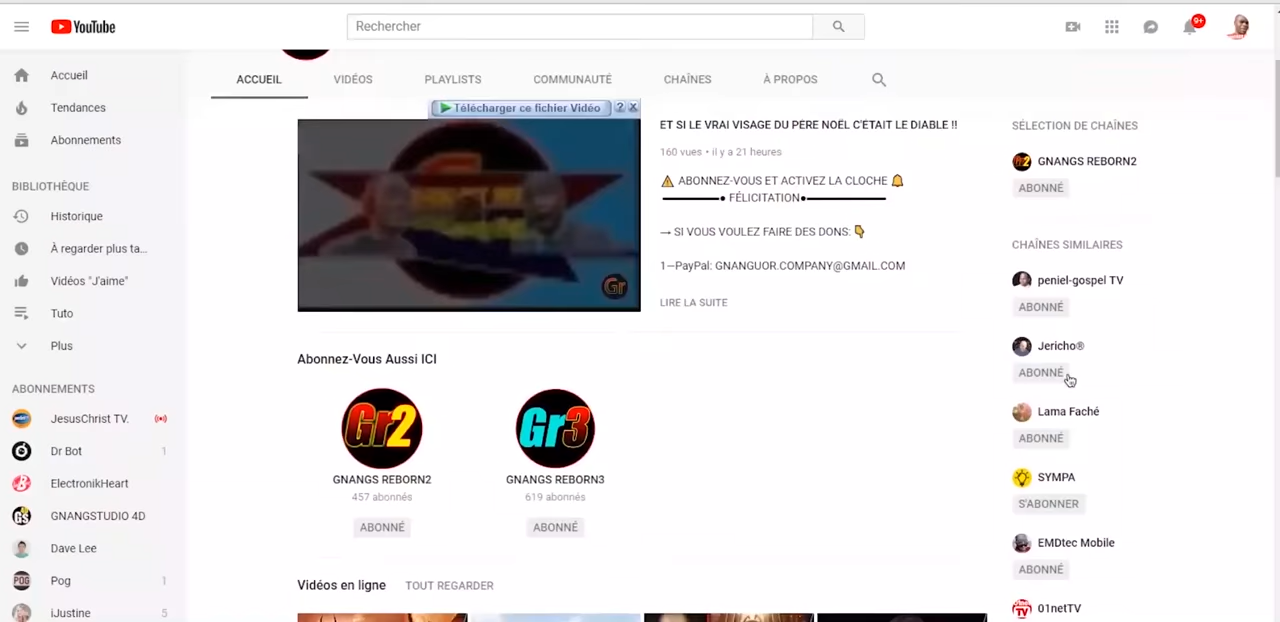 YouTube
Rechercher
9+
Accueil
Tendances
Abonnements
BIBLIOTHÈQUE
Historique
À regarder plus ta...
Vidéos "J'aime"
Tuto
Plus
ABONNEMENTS
JesusChrist TV.
Dr Bot 1
ElectronikHeart
GNANGSTUDIO 4D
Dave Lee
POG
Pog 1
iJustine 5
ACCUEIL VIDÉOS PLAYLISTS COMMUNAUTÉ CHAÎNES À PROPOS
Télécharger ce fichier Vidéo ? X
Gr
ET SI LE VRAI VISAGE DU PERE NOËL C'ÉTAIT LE DIABLE !!
160 vues • il y a 21 heures
⚠ ABONNEZ-VOUS ET ACTIVEZ LA CLOCHE 🔔
━━━━━━━● FÉLICITATION●━━━━━━━━━
→ SI VOUS VOULEZ FAIRE DES DONS: 👇
1—PayPal: GNANGUOR.COMPANY@GMAIL.COM
LIRE LA SUITE
Abonnez-Vous Aussi ICI
Gr2 Gr3
GNANGS REBORN2 GNANGS REBORN3
457 abonnés 619 abonnés
ABONNÉ ABONNÉ
Vidéos en ligne TOUT REGARDER
SÉLECTION DE CHAÎNES
GNANGS REBORN2
ABONNÉ
CHAÎNES SIMILAIRES
peniel-gospel TV
ABONNÉ
Jericho®
ABONNÉ
Lama Faché
ABONNÉ
SYMPA
S'ABONNER
EMDtec Mobile
ABONNÉ
01netTV